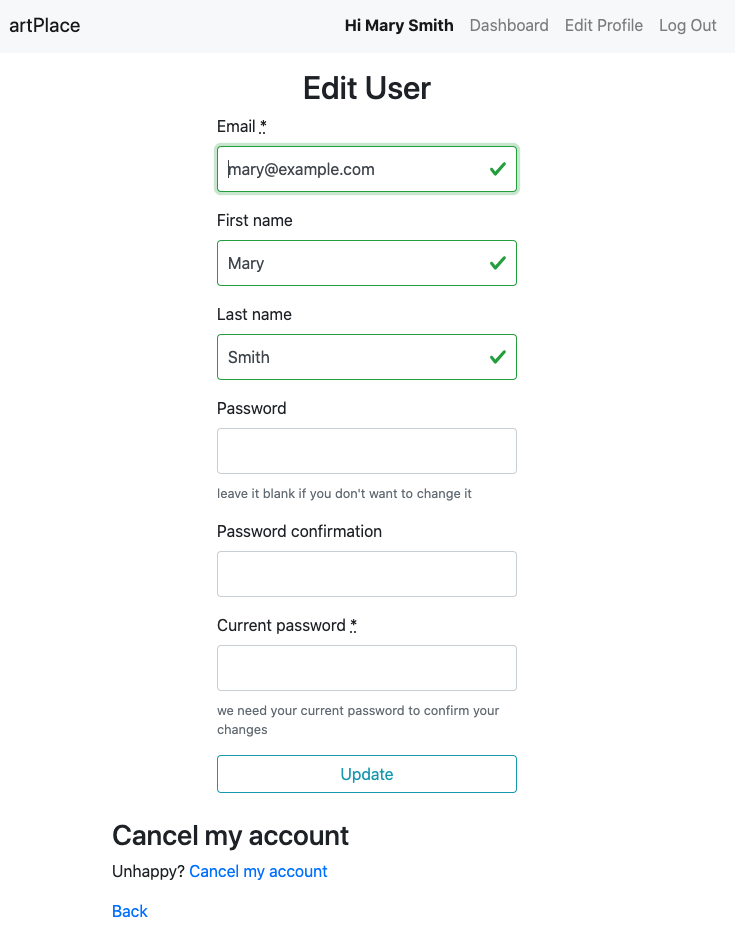 artPlace
Hi Mary Smith Dashboard Edit Profile Log Out
Edit User
Email *
mary@example.com
First name
Mary
Last name
Smith
Password
leave it blank if you don't want to change it
Password confirmation
Current password *
we need your current password to confirm your
changes
Update
Cancel my account
Unhappy? Cancel my account
Back